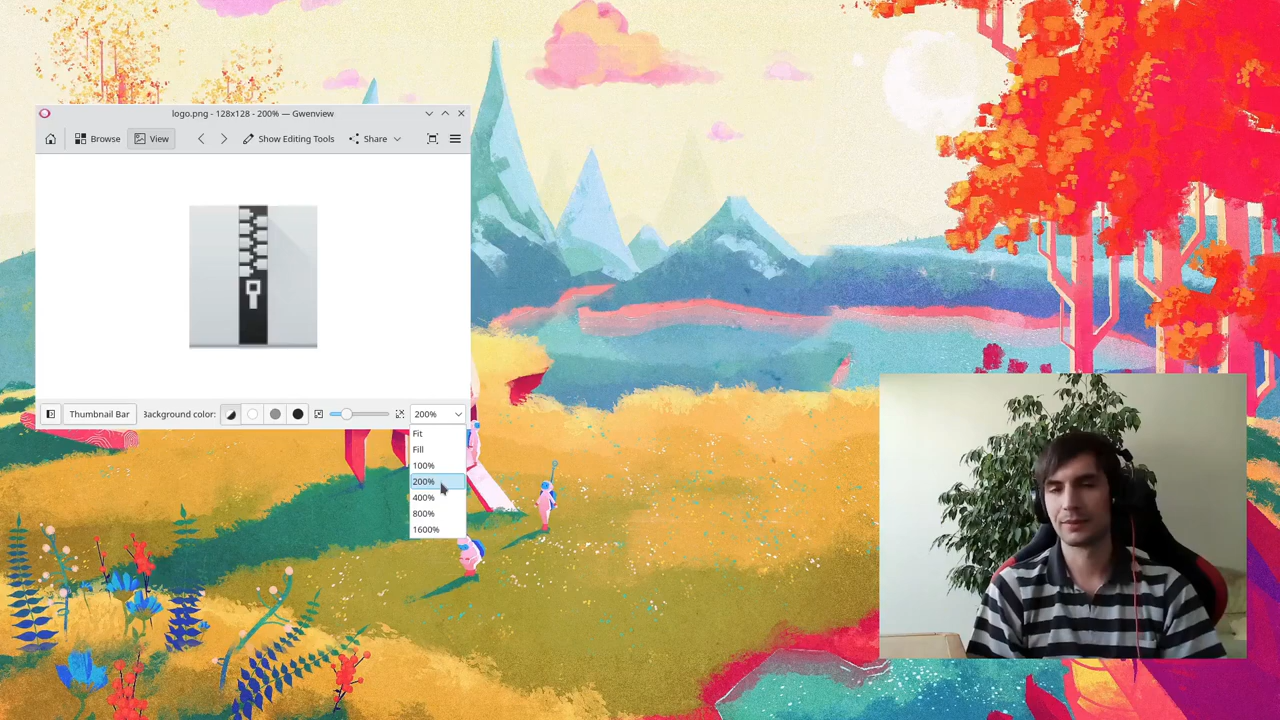 logo.png - 128x128 - 200% — Gwenview
Browse View Show Editing Tools Share
Thumbnail Bar Background color: 200%
Fit
Fill
100%
200%
400%
800%
1600%